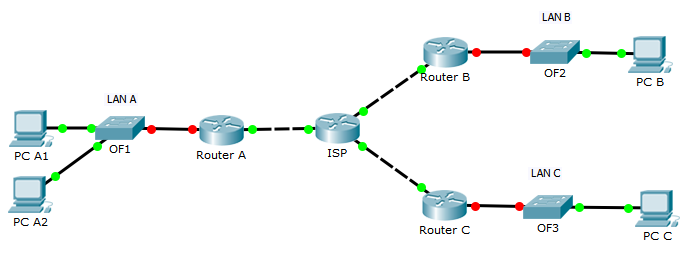 LAN B
Router B
OF2
PC B
LAN A
PC A1
OF1
Router A
ISP
PC A2
LAN C
Router C
OF3
PC C